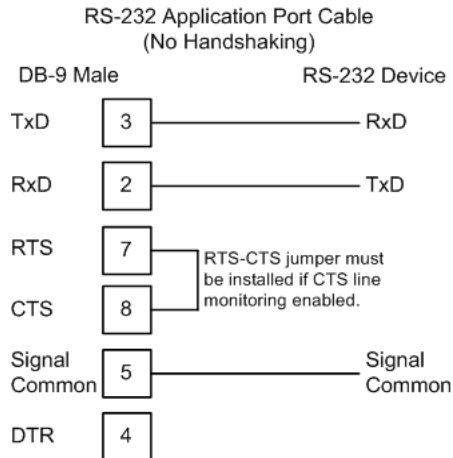 RS-232 Application Port Cable
(No Handshaking)
DB-9 Male RS-232 Device
TxD 3 RxD
RxD 2 TxD
RTS 7
RTS-CTS jumper must
be installed if CTS line
monitoring enabled.
CTS 8
Signal
Common 5 Signal
Common
DTR 4